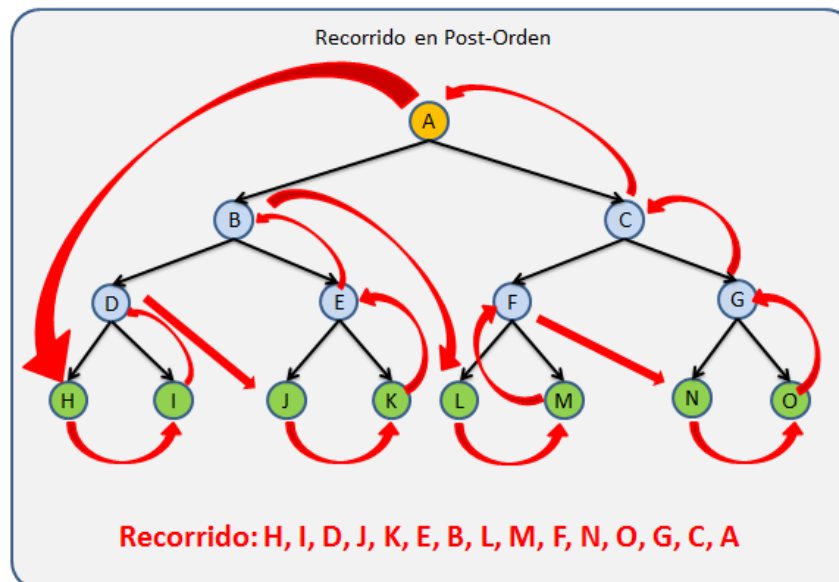 Recorrido en Post-Orden
A
B
C
D
E
F
G
H
I
J
K
L
M
N
O
Recorrido: H, I, D, J, K, E, B, L, M, F, N, O, G, C, A